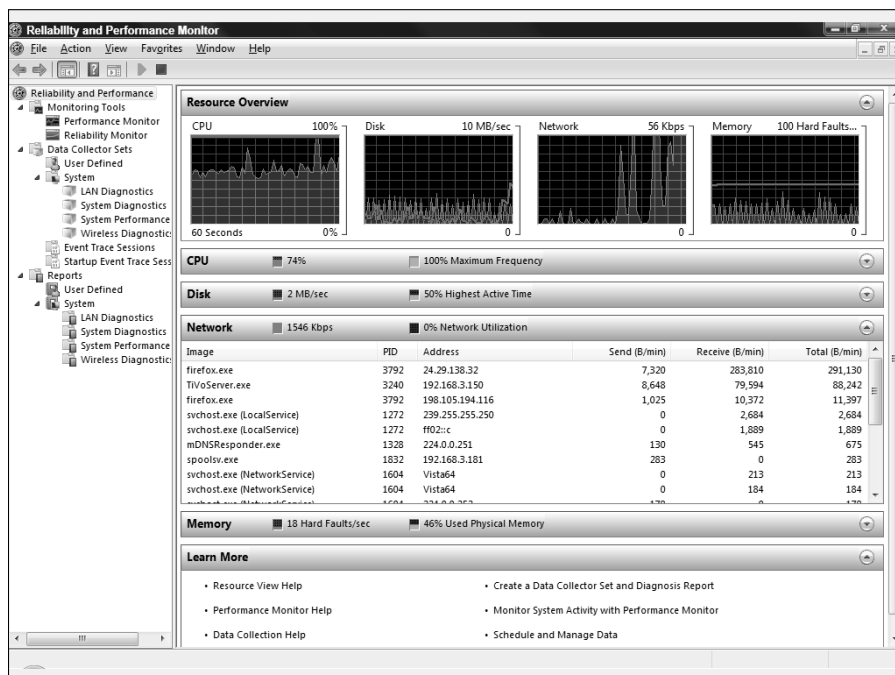 Reliability and Performance Monitor
File Action View Favorites Window Help
Reliability and Performance
Monitoring Tools
Performance Monitor
Reliability Monitor
Data Collector Sets
User Defined
System
LAN Diagnostics
System Diagnostics
System Performance
Wireless Diagnostics
Event Trace Sessions
Startup Event Trace Sess
Reports
User Defined
System
LAN Diagnostics
System Diagnostics
System Performance
Wireless Diagnostics
Resource Overview
CPU 100%
60 Seconds 0%
Disk 10 MB/sec
0
Network 56 Kbps
0
Memory 100 Hard Faults...
0
CPU 74% 100% Maximum Frequency
Disk 2 MB/sec 50% Highest Active Time
Network 1546 Kbps 0% Network Utilization
Image PID Address Send (B/min) Receive (B/min) Total (B/min)
firefox.exe 3792 24.29.138.32 7,320 283,810 291,130
TiVoServer.exe 3240 192.168.3.150 8,648 79,594 88,242
firefox.exe 3792 198.105.194.116 1,025 10,372 11,397
svchost.exe (LocalService) 1272 239.255.255.250 0 2,684 2,684
svchost.exe (LocalService) 1272 ff02::c 0 1,889 1,889
mDNSResponder.exe 1328 224.0.0.251 130 545 675
spoolsv.exe 1832 192.168.3.181 283 0 283
svchost.exe (NetworkService) 1604 Vista64 0 213 213
svchost.exe (NetworkService) 1604 Vista64 0 184 184
Memory 18 Hard Faults/sec 46% Used Physical Memory
Learn More
• Resource View Help
• Create a Data Collector Set and Diagnosis Report
• Performance Monitor Help
• Monitor System Activity with Performance Monitor
• Data Collection Help
• Schedule and Manage Data